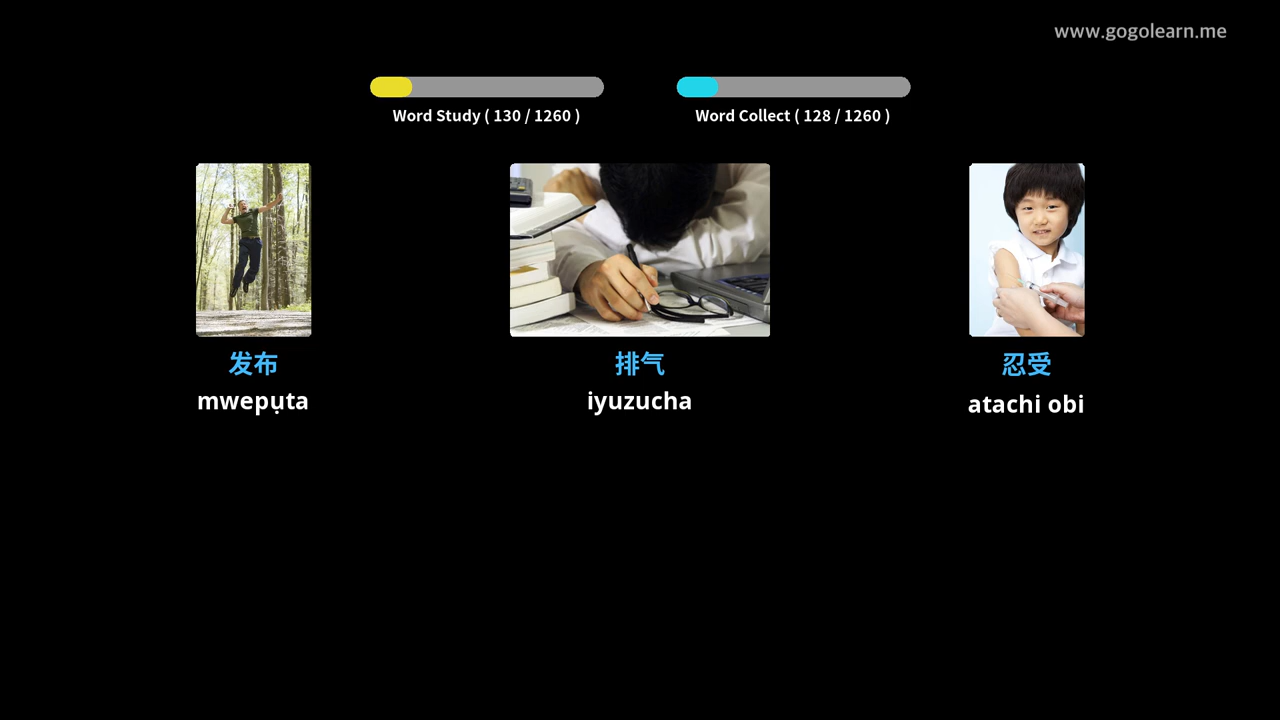 www.gogolearn.me
Word Study ( 130 / 1260 )
Word Collect ( 128 / 1260 )
发布
排气
忍受
mwepụta
iyuzucha
atachi obi